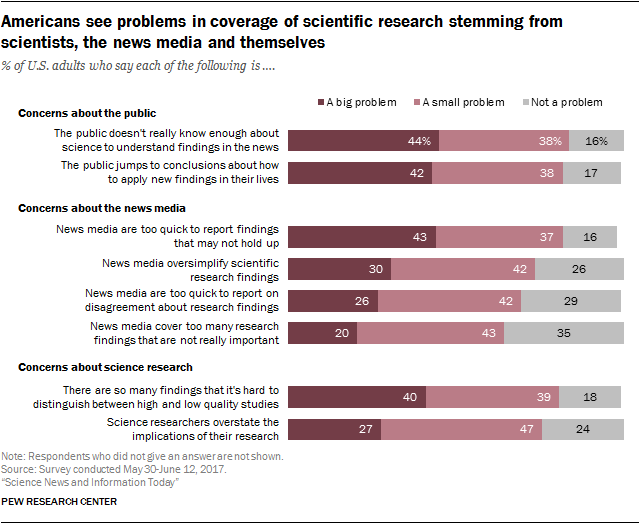 Americans see problems in coverage of scientific research stemming from
scientists, the news media and themselves
% of U.S. adults who say each of the following is ....
A big problem A small problem Not a problem
Concerns about the public
The public doesn't really know enough about
science to understand findings in the news
44% 38% 16%
The public jumps to conclusions about how
to apply new findings in their lives
42 38 17
Concerns about the news media
News media are too quick to report findings
that may not hold up
43 37 16
News media oversimplify scientific
research findings
30 42 26
News media are too quick to report on
disagreement about research findings
26 42 29
News media cover too many research
findings that are not really important
20 43 35
Concerns about science research
There are so many findings that it's hard to
distinguish between high and low quality studies
40 39 18
Science researchers overstate the
implications of their research
27 47 24
Note: Respondents who did not give an answer are not shown.
Source: Survey conducted May 30-June 12, 2017.
“Science News and Information Today”
PEW RESEARCH CENTER